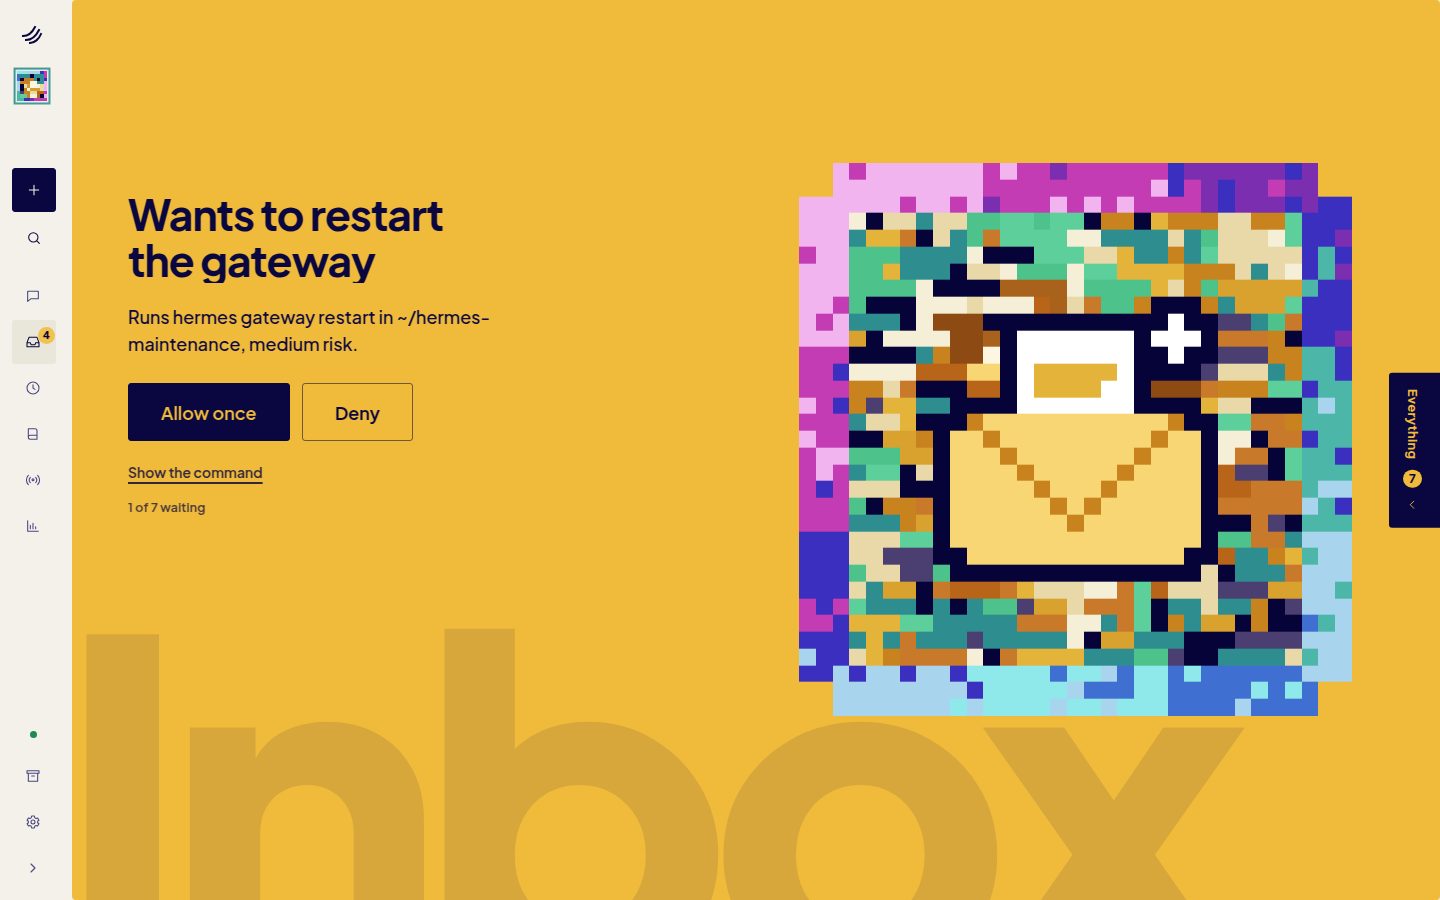 4
Wants to restart
the gateway
Runs hermes gateway restart in ~/hermes-
maintenance, medium risk.
Allow once
Deny
Show the command
1 of 7 waiting
Everything 7
Inbox